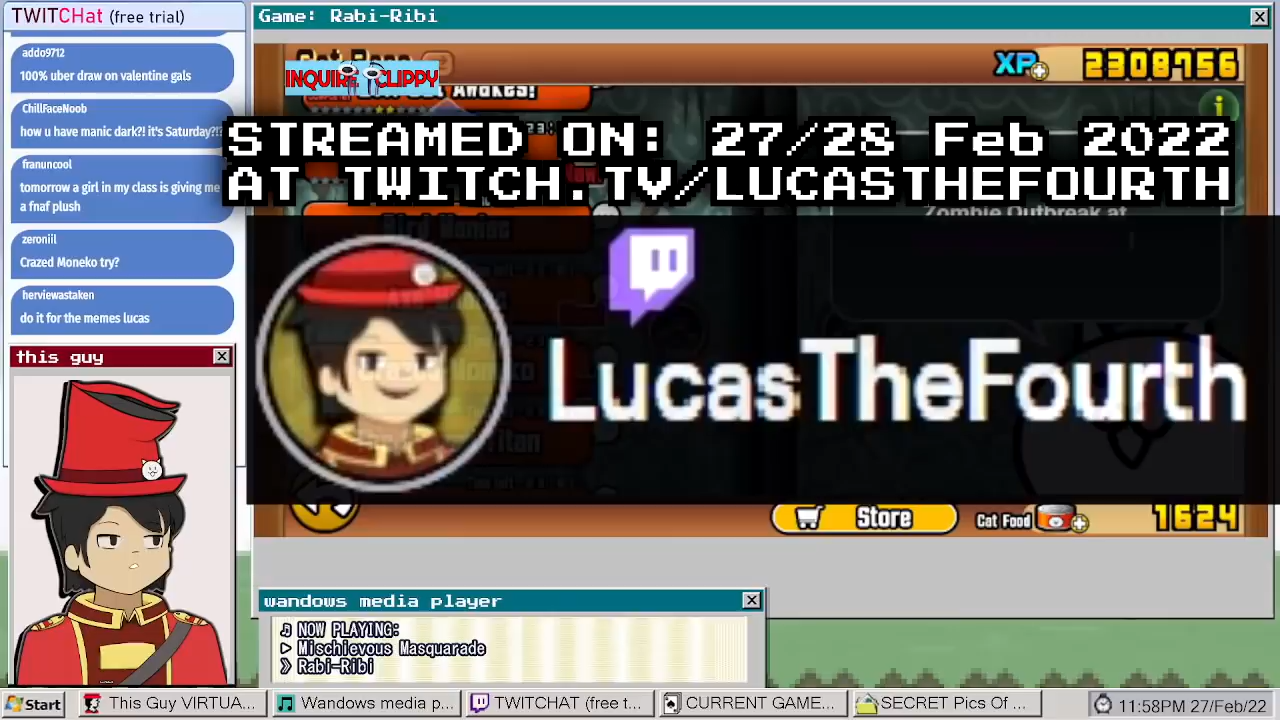 TWITCHat (free trial)
addo9712
100% uber draw on valentine gals
ChillFaceNoob
how u have manic dark?! it's Saturday?!?
franuncool
tomorrow a girl in my class is giving me
a fnaf plush
zeroniil
Crazed Moneko try?
herviewastaken
do it for the memes lucas
this guy
Game: Rabi-Ribi
Cat Base
XP
2308756
INQUIRE CLIPPY
Awakes!
STREAMED ON: 27/28 Feb 2022
AT TWITCH.TV/LUCASTHEFOURTH
Zombie Outbreak at
LucasTheFourth
Store
Cat Food
1624
wandows media player
NOW PLAYING:
Mischievous Masquarade
Rabi-Ribi
Start
This Guy VIRTUA...
Wandows media p...
TWITCHAT (free t...
CURRENT GAME...
SECRET PicS Of ...
11:58PM 27/Feb/22